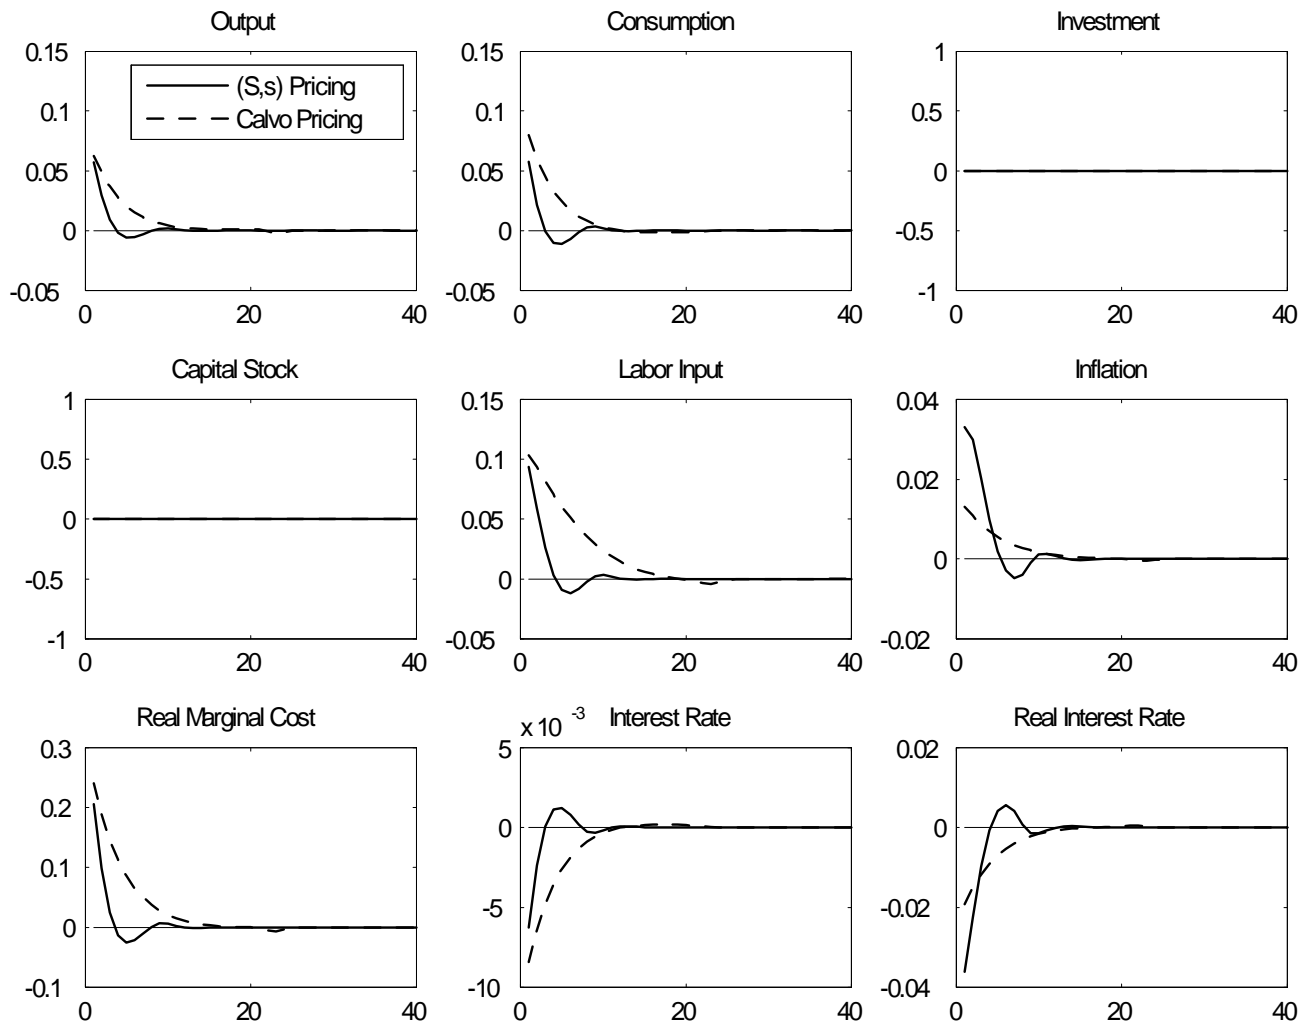 Output
Consumption
Investment
0.15
0.1
0.05
0
-0.05
0 20 40
(S,s) Pricing
Calvo Pricing
0.15
0.1
0.05
0
-0.05
0 20 40
1
0.5
0
-0.5
-1
0 20 40
Capital Stock
Labor Input
Inflation
1
0.5
0
-0.5
-1
0 20 40
0.15
0.1
0.05
0
-0.05
0 20 40
0.04
0.02
0
-0.02
0 20 40
Real Marginal Cost
x 10 -3 Interest Rate
Real Interest Rate
0.3
0.2
0.1
0
-0.1
0 20 40
5
0
-5
-10
0 20 40
0.02
0
-0.02
-0.04
0 20 40